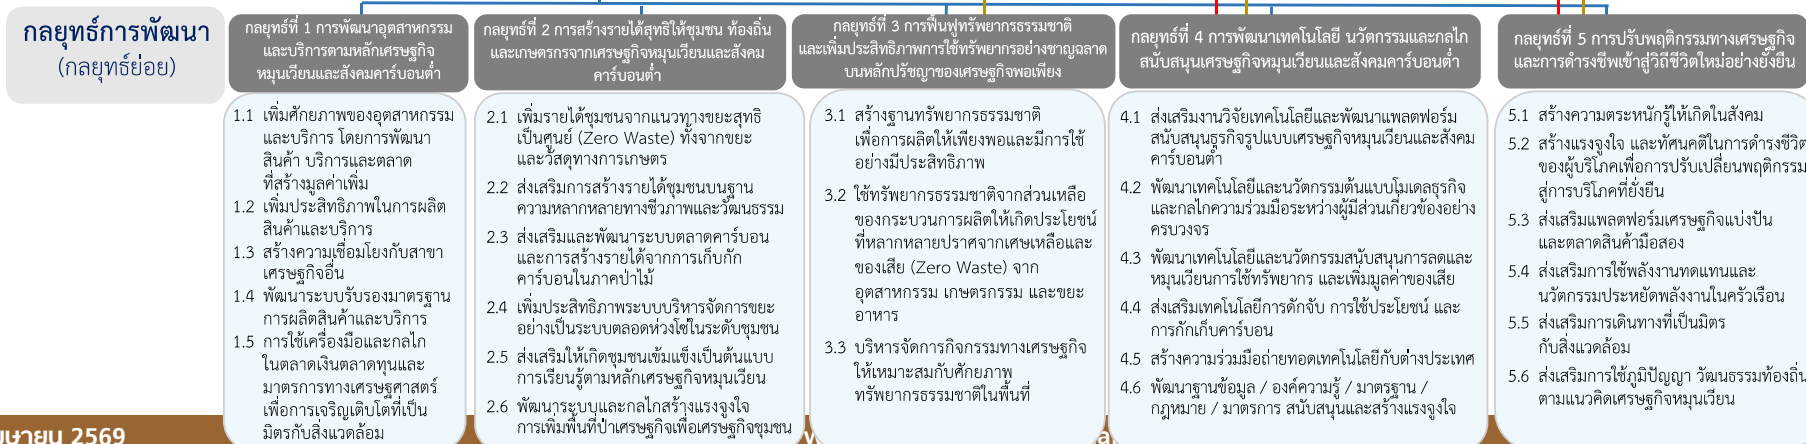 กลยุทธ์การพัฒนา
(กลยุทธ์ย่อย)
กลยุทธ์ที่ 1 การพัฒนาอุตสาหกรรม
และบริการตามหลักเศรษฐกิจ
หมุนเวียนและสังคมคาร์บอนต่ำ
1.1 เพิ่มศักยภาพของอุตสาหกรรม
และบริการ โดยการพัฒนา
สินค้า บริการและตลาด
ที่สร้างมูลค่าเพิ่ม
1.2 เพิ่มประสิทธิภาพในการผลิต
สินค้าและบริการ
1.3 สร้างความเชื่อมโยงกับสาขา
เศรษฐกิจอื่น
1.4 พัฒนาระบบรับรองมาตรฐาน
การผลิตสินค้าและบริการ
1.5 การใช้เครื่องมือและกลไก
ในตลาดเงินตลาดทุนและ
มาตรการทางเศรษฐศาสตร์
เพื่อการเจริญเติบโตที่เป็น
มิตรกับสิ่งแวดล้อม
กลยุทธ์ที่ 2 การสร้างรายได้สุทธิให้ชุมชน ท้องถิ่น
และเกษตรกรจากเศรษฐกิจหมุนเวียนและสังคม
คาร์บอนต่ำ
2.1 เพิ่มรายได้ชุมชนจากแนวทางขยะสุทธิ
เป็นศูนย์ (Zero Waste) ทั้งจากขยะ
และวัสดุทางการเกษตร
2.2 ส่งเสริมการสร้างรายได้ชุมชนบนฐาน
ความหลากหลายทางชีวภาพและวัฒนธรรม
2.3 ส่งเสริมและพัฒนาระบบตลาดคาร์บอน
และการสร้างรายได้จากการเก็บกัก
คาร์บอนในภาคป่าไม้
2.4 เพิ่มประสิทธิภาพระบบบริหารจัดการขยะ
อย่างเป็นระบบตลอดห่วงโซ่ในระดับชุมชน
2.5 ส่งเสริมให้เกิดชุมชนเข้มแข็งเป็นต้นแบบ
การเรียนรู้ตามหลักเศรษฐกิจหมุนเวียน
2.6 พัฒนาระบบและกลไกสร้างแรงจูงใจ
การเพิ่มพื้นที่ป่าเศรษฐกิจเพื่อเศรษฐกิจชุมชน
กลยุทธ์ที่ 3 การฟื้นฟูทรัพยากรธรรมชาติ
และเพิ่มประสิทธิภาพการใช้ทรัพยากรอย่างชาญฉลาด
บนหลักปรัชญาของเศรษฐกิจพอเพียง
3.1 สร้างฐานทรัพยากรธรรมชาติ
เพื่อการผลิตให้เพียงพอและมีการใช้
อย่างมีประสิทธิภาพ
3.2 ใช้ทรัพยากรธรรมชาติจากส่วนเหลือ
ของกระบวนการผลิตให้เกิดประโยชน์
ที่หลากหลายปราศจากเศษเหลือและ
ของเสีย (Zero Waste) จาก
อุตสาหกรรม เกษตรกรรม และขยะ
อาหาร
3.3 บริหารจัดการกิจกรรมทางเศรษฐกิจ
ให้เหมาะสมกับศักยภาพ
ทรัพยากรธรรมชาติในพื้นที่
กลยุทธ์ที่ 4 การพัฒนาเทคโนโลยี นวัตกรรมและกลไก
สนับสนุนเศรษฐกิจหมุนเวียนและสังคมคาร์บอนต่ำ
4.1 ส่งเสริมงานวิจัยเทคโนโลยีและพัฒนาแพลตฟอร์ม
สนับสนุนธุรกิจรูปแบบเศรษฐกิจหมุนเวียนและสังคม
คาร์บอนต่ำ
4.2 พัฒนาเทคโนโลยีและนวัตกรรมต้นแบบโมเดลธุรกิจ
และกลไกความร่วมมือระหว่างผู้มีส่วนเกี่ยวข้องอย่าง
ครบวงจร
4.3 พัฒนาเทคโนโลยีและนวัตกรรมสนับสนุนการลดและ
หมุนเวียนการใช้ทรัพยากร และเพิ่มมูลค่าของเสีย
4.4 ส่งเสริมเทคโนโลยีการดักจับ การใช้ประโยชน์ และ
การกักเก็บคาร์บอน
4.5 สร้างความร่วมมือถ่ายทอดเทคโนโลยีกับต่างประเทศ
4.6 พัฒนาฐานข้อมูล / องค์ความรู้ / มาตรฐาน /
กฎหมาย / มาตรการ สนับสนุนและสร้างแรงจูงใจ
กลยุทธ์ที่ 5 การปรับพฤติกรรมทางเศรษฐกิจ
และการดำรงชีพเข้าสู่วิถีชีวิตใหม่อย่างยั่งยืน
5.1 สร้างความตระหนักรู้ให้เกิดในสังคม
5.2 สร้างแรงจูงใจ และทัศนคติในการดำรงชีวิต
ของผู้บริโภคเพื่อการปรับเปลี่ยนพฤติกรรม
สู่การบริโภคที่ยั่งยืน
5.3 ส่งเสริมแพลตฟอร์มเศรษฐกิจแบ่งปัน
และตลาดสินค้ามือสอง
5.4 ส่งเสริมการใช้พลังงานทดแทนและ
นวัตกรรมประหยัดพลังงานในครัวเรือน
5.5 ส่งเสริมการเดินทางที่เป็นมิตร
กับสิ่งแวดล้อม
5.6 ส่งเสริมการใช้ภูมิปัญญา วัฒนธรรมท้องถิ่น
ตามแนวคิดเศรษฐกิจหมุนเวียน
2569